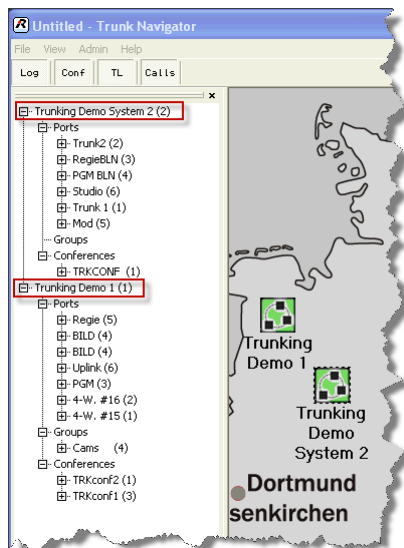 R Untitled - Trunk Navigator
File View Admin Help
Log Conf TL Calls
x
Trunking Demo System 2 (2)
Ports
Trunk2 (2)
RegieBLN (3)
PGM BLN (4)
Studio (6)
Trunk 1 (1)
Mod (5)
Groups
Conferences
TRKCONF (1)
Trunking Demo 1 (1)
Ports
Regie (5)
BILD (4)
BILD (4)
Uplink (6)
PGM (3)
4-W. #16 (2)
4-W. #15 (1)
Groups
Cams (4)
Conferences
TRKconf2 (1)
TRKconf1 (3)
Trunking
Demo 1
Trunking
Demo
System 2
Dortmund
senkirchen